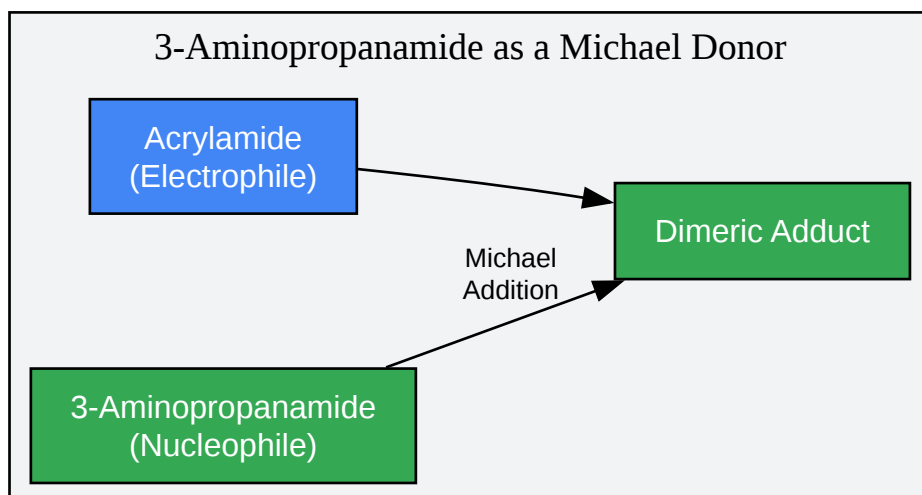 3-Aminopropanamide as a Michael Donor
Acrylamide
(Electrophile)
Dimeric Adduct
Michael
Addition
3-Aminopropanamide
(Nucleophile)